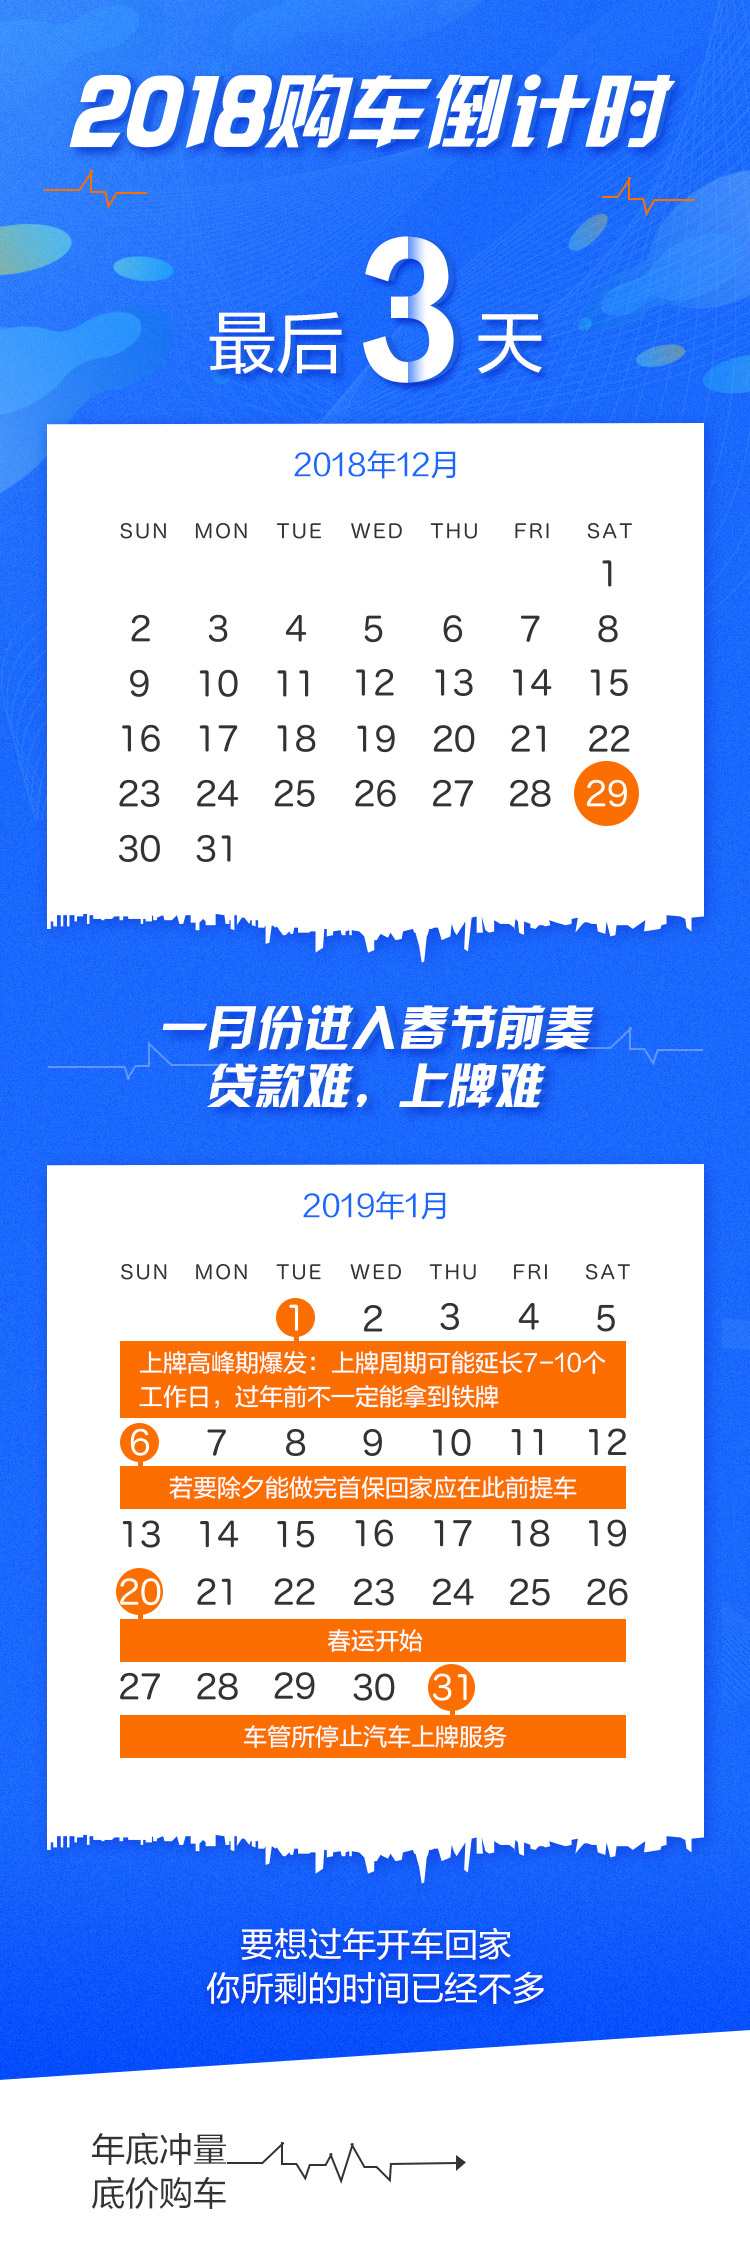 2018购车倒计时
最后3天
2018年12月
SUN MON TUE WED THU FRI SAT
1
2 3 4 5 6 7 8
9 10 11 12 13 14 15
16 17 18 19 20 21 22
23 24 25 26 27 28 29
30 31
一月份进入春节前奏
贷款难，上牌难
2019年1月
SUN MON TUE WED THU FRI SAT
1 2 3 4 5
上牌高峰期爆发：上牌周期可能延长7-10个
工作日，过年前不一定能拿到铁牌
6 7 8 9 10 11 12
若要除夕能做完首保回家应在此前提车
13 14 15 16 17 18 19
20 21 22 23 24 25 26
春运开始
27 28 29 30 31
车管所停止汽车上牌服务
要想过年开车回家
你所剩的时间已经不多
年底冲量
底价购车